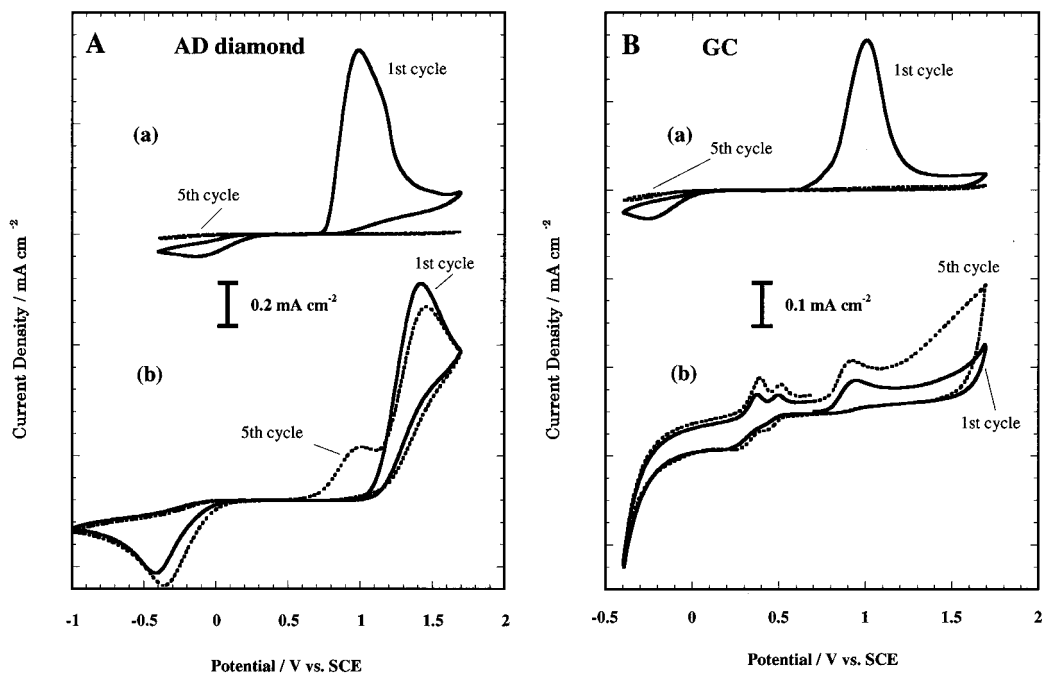 A AD diamond
1st cycle
(a)
5th cycle
1st cycle
0.2 mA cm-2
(b)
5th cycle
Current Density / mA cm -2
-1 -0.5 0 0.5 1 1.5 2
Potential / V vs. SCE
B GC
1st cycle
(a)
5th cycle
5th cycle
0.1 mA cm-2
(b)
1st cycle
Current Density / mA cm -2
-0.5 0 0.5 1 1.5 2
Potential / V vs. SCE